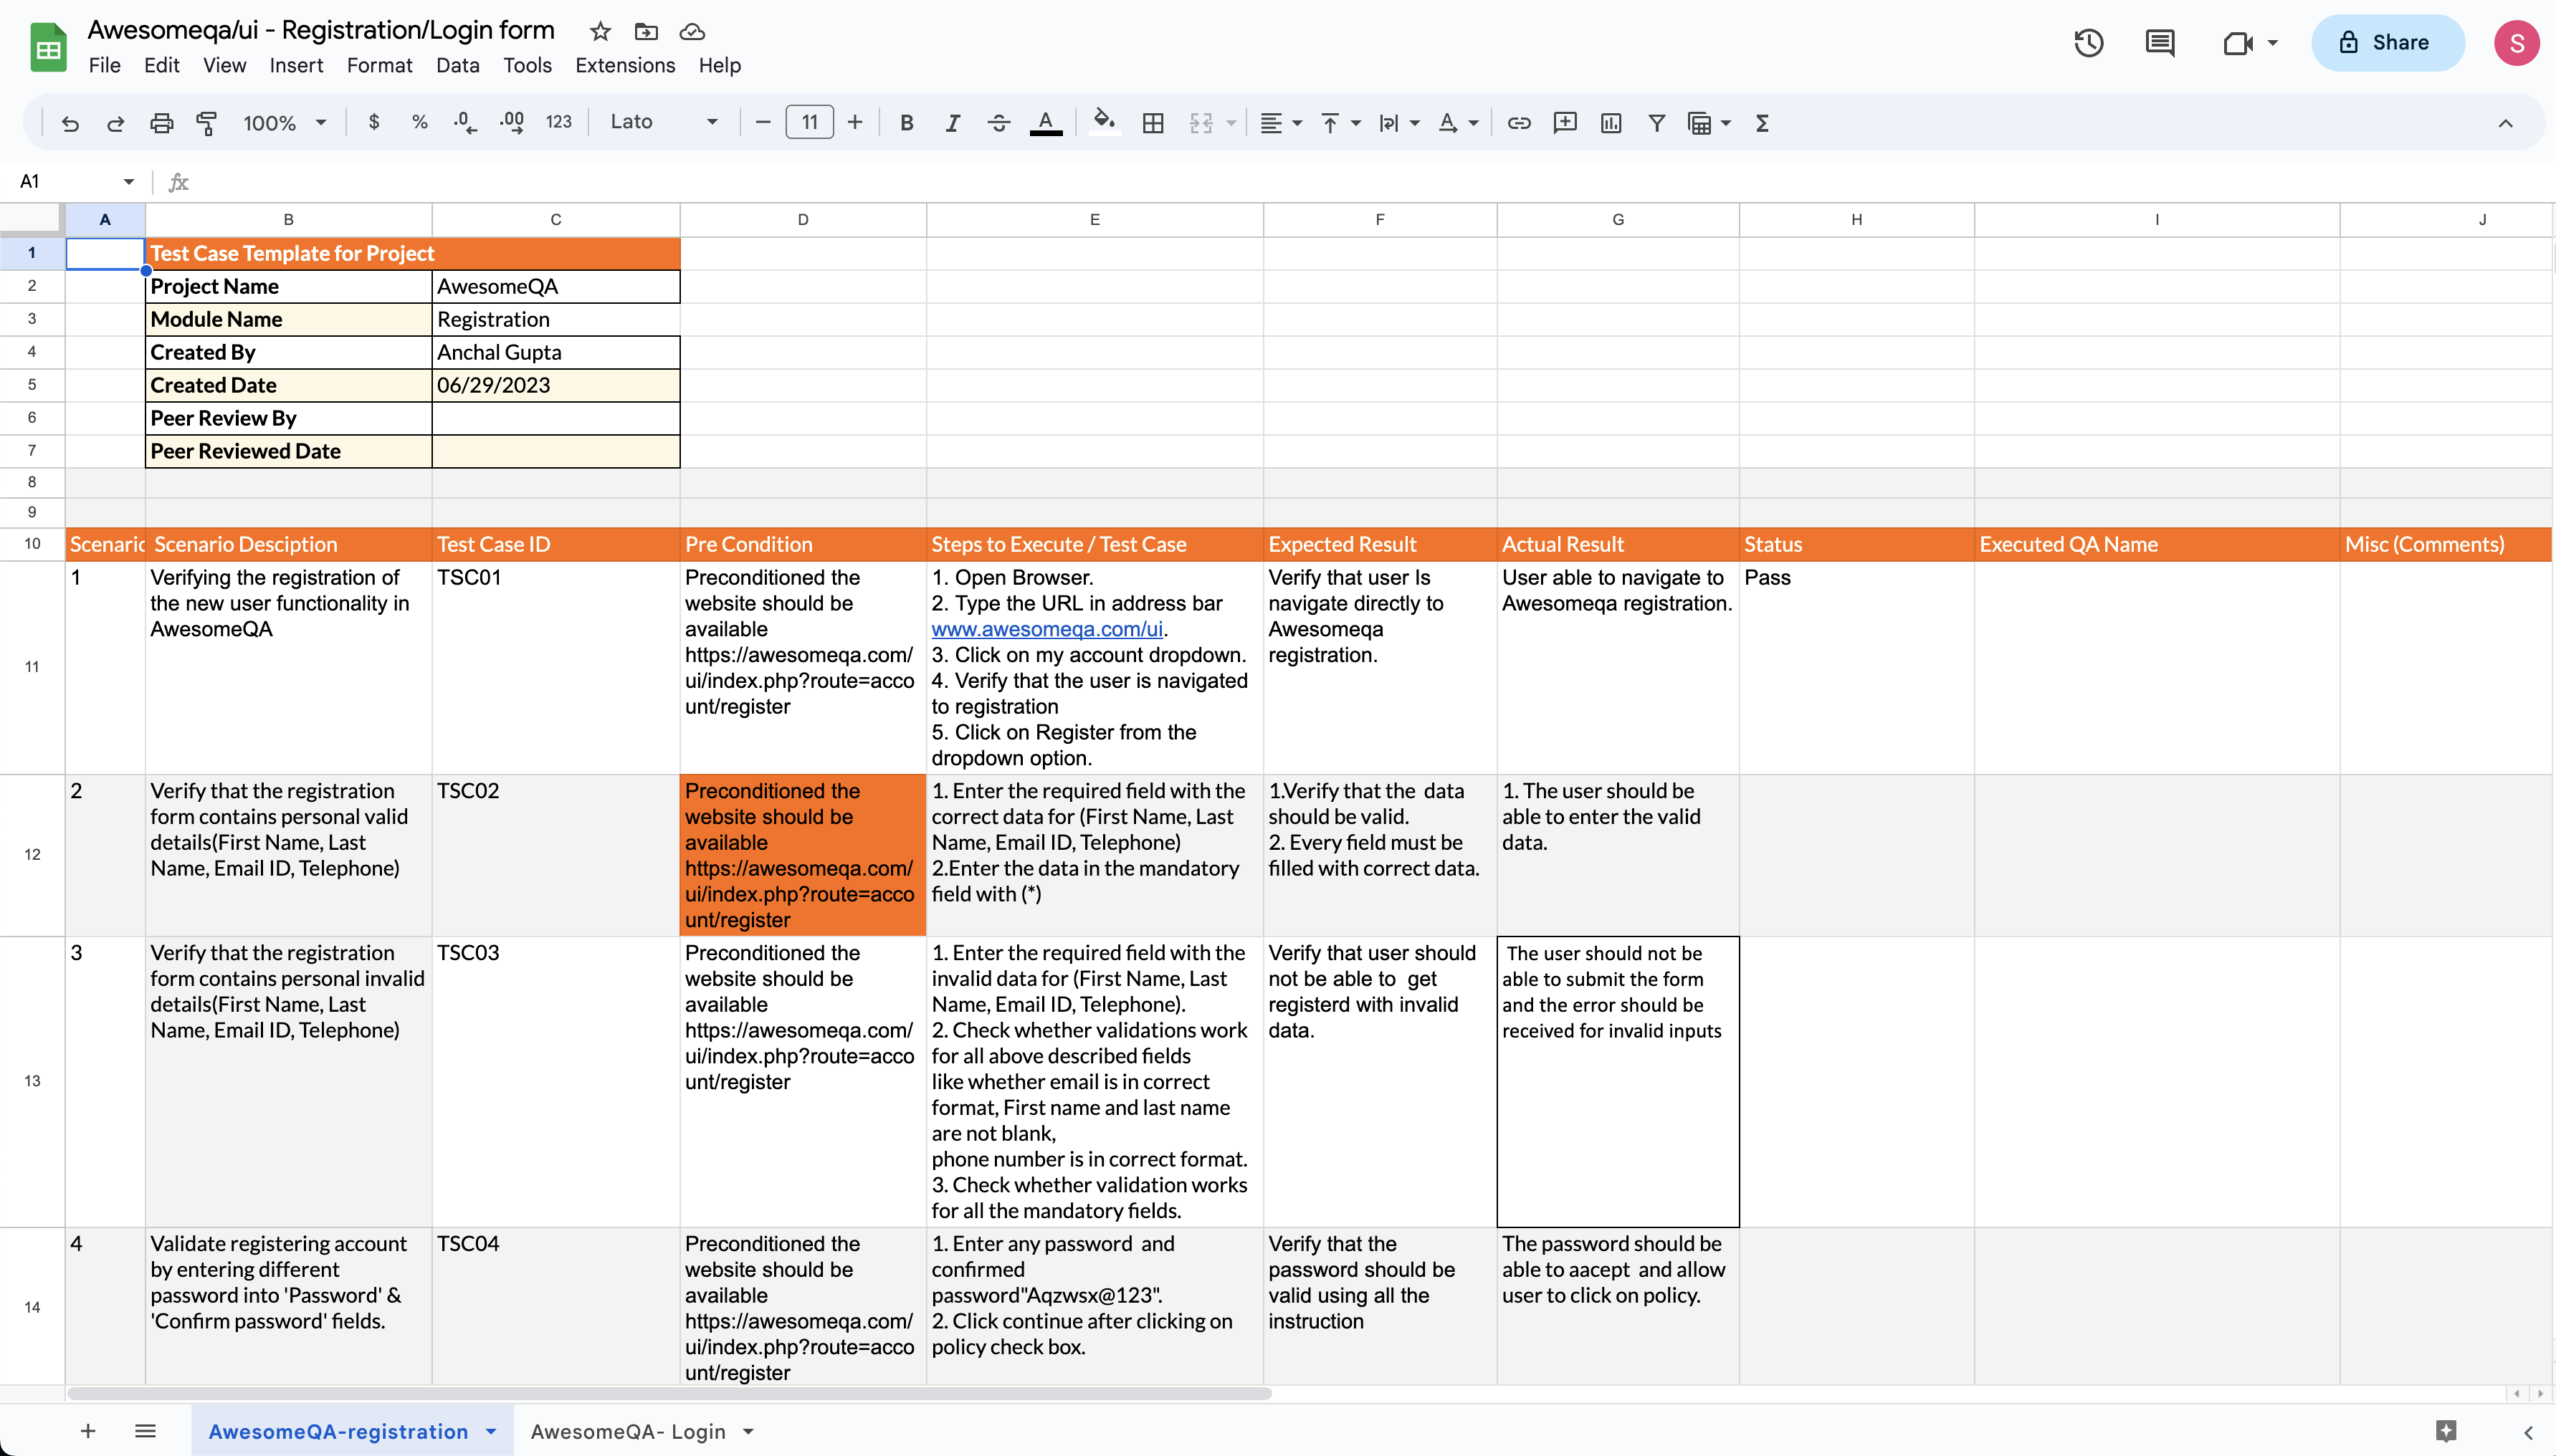 Awesomeqa/ui - Registration/Login form
File Edit View Insert Format Data Tools Extensions Help
Share
S
100%
$ % .0 .00 123
Lato
11
B I A
A1
fx
A B C D E F G H I J
1
Test Case Template for Project
2
Project Name
AwesomeQA
3
Module Name
Registration
4
Created By
Anchal Gupta
5
Created Date
06/29/2023
6
Peer Review By
7
Peer Reviewed Date
8
9
10
Scenario
Scenario Desciption
Test Case ID
Pre Condition
Steps to Execute / Test Case
Expected Result
Actual Result
Status
Executed QA Name
Misc (Comments)
11
1
Verifying the registration of
the new user functionality in
AwesomeQA
TSC01
Preconditioned the
website should be
available
https://awesomeqa.com/
ui/index.php?route=acco
unt/register
1. Open Browser.
2. Type the URL in address bar
www.awesomeqa.com/ui.
3. Click on my account dropdown.
4. Verify that the user is navigated
to registration
5. Click on Register from the
dropdown option.
Verify that user Is
navigate directly to
Awesomeqa
registration.
User able to navigate to
Awesomeqa registration.
Pass
12
2
Verify that the registration
form contains personal valid
details(First Name, Last
Name, Email ID, Telephone)
TSC02
Preconditioned the
website should be
available
https://awesomeqa.com/
ui/index.php?route=acco
unt/register
1. Enter the required field with the
correct data for (First Name, Last
Name, Email ID, Telephone)
2.Enter the data in the mandatory
field with (*)
1.Verify that the data
should be valid.
2. Every field must be
filled with correct data.
1. The user should be
able to enter the valid
data.
13
3
Verify that the registration
form contains personal invalid
details(First Name, Last
Name, Email ID, Telephone)
TSC03
Preconditioned the
website should be
available
https://awesomeqa.com/
ui/index.php?route=acco
unt/register
1. Enter the required field with the
invalid data for (First Name, Last
Name, Email ID, Telephone).
2. Check whether validations work
for all above described fields
like whether email is in correct
format, First name and last name
are not blank,
phone number is in correct format.
3. Check whether validation works
for all the mandatory fields.
Verify that user should
not be able to get
registerd with invalid
data.
The user should not be
able to submit the form
and the error should be
received for invalid inputs
14
4
Validate registering account
by entering different
password into 'Password' &
'Confirm password' fields.
TSC04
Preconditioned the
website should be
available
https://awesomeqa.com/
ui/index.php?route=acco
unt/register
1. Enter any password and
confirmed
password"Aqzwsx@123".
2. Click continue after clicking on
policy check box.
Verify that the
password should be
valid using all the
instruction
The password should be
able to aacept and allow
user to click on policy.
AwesomeQA-registration
AwesomeQA- Login